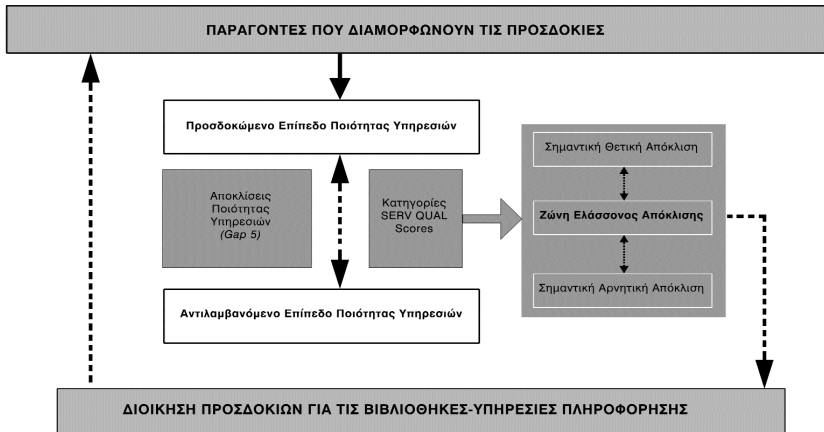 ΠΑΡΑΓΟΝΤΕΣ ΠΟΥ ΔΙΑΜΟΡΦΩΝΟΥΝ ΤΙΣ ΠΡΟΣΔΟΚΙΕΣ
Προσδοκώμενο Επίπεδο Ποιότητας Υπηρεσιών
Αποκλίσεις
Ποιότητας
Υπηρεσιών
(Gap 5)
Κατηγορίες
SERV QUAL
Scores
Σημαντική Θετική Απόκλιση
Ζώνη Ελάσσονος Απόκλισης
Σημαντική Αρνητική Απόκλιση
Αντιλαμβανόμενο Επίπεδο Ποιότητας Υπηρεσιών
ΔΙΟΙΚΗΣΗ ΠΡΟΣΔΟΚΙΩΝ ΓΙΑ ΤΙΣ ΒΙΒΛΙΟΘΗΚΕΣ-ΥΠΗΡΕΣΙΕΣ ΠΛΗΡΟΦΟΡΗΣΗΣ